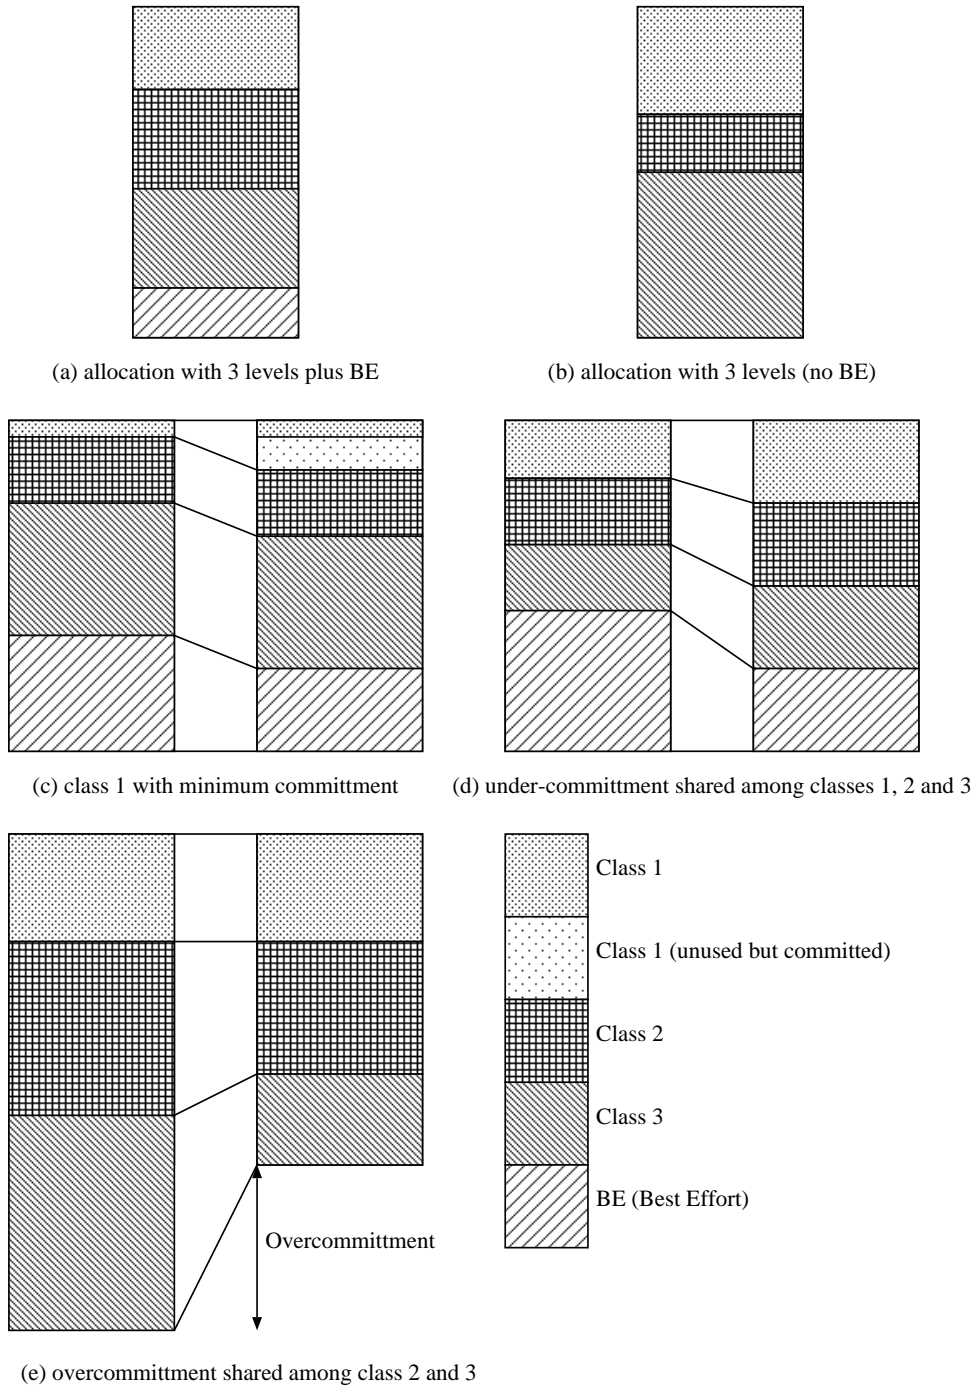 (a) allocation with 3 levels plus BE
(b) allocation with 3 levels (no BE)
(c) class 1 with minimum committment
(d) under-committment shared among classes 1, 2 and 3
Class 1
Class 1 (unused but committed)
Class 2
Class 3
BE (Best Effort)
Overcommittment
(e) overcommittment shared among class 2 and 3